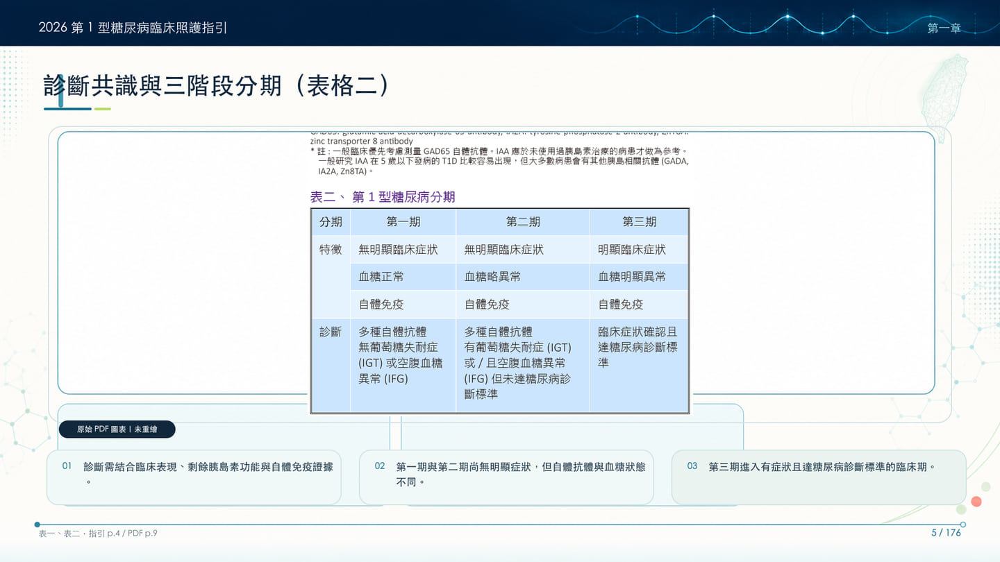 2026 第 1 型糖尿病臨床照護指引
第一章
診斷共識與三階段分期（表格二）
GAD65: glutamic acid decarboxylase 65 antibody, IA2A: tyrosine phosphatase 2 antibody, ZnT8A:
zinc transporter 8 antibody
* 註 : 一般臨床優先考慮測量 GAD65 自體抗體。IAA 應於未使用過胰島素治療的病患才做為參考。
一般研究 IAA 在 5 歲以下發病的 T1D 比較容易出現，但大多數病患會有其他胰島相關抗體 (GADA,
IA2A, Zn8TA)。
表二、 第 1 型糖尿病分期
分期 第一期 第二期 第三期
特徵 無明顯臨床症狀 無明顯臨床症狀 明顯臨床症狀
血糖正常 血糖略異常 血糖明顯異常
自體免疫 自體免疫 自體免疫
診斷 多種自體抗體 多種自體抗體 臨床症狀確認且
無葡萄糖失耐症 有葡萄糖失耐症 (IGT) 達糖尿病診斷標
(IGT) 或空腹血糖 或 / 且空腹血糖異常 準
異常 (IFG) (IFG) 但未達糖尿病診
斷標準
原始 PDF 圖表｜未重繪
01 診斷需結合臨床表現、剩餘胰島素功能與自體免疫證據
。
02 第一期與第二期尚無明顯症狀，但自體抗體與血糖狀態
不同。
03 第三期進入有症狀且達糖尿病診斷標準的臨床期。
表一、表二，指引 p.4 / PDF p.9
5 / 176